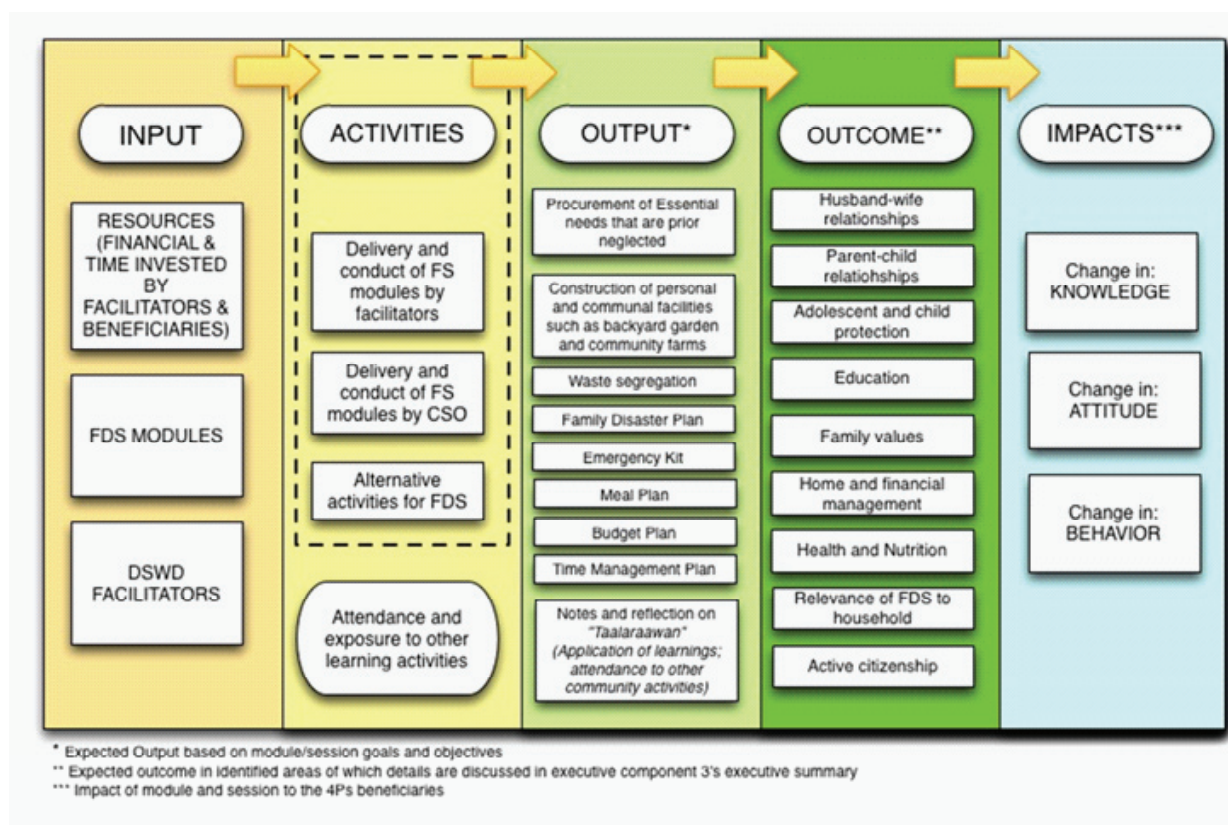 INPUT
RESOURCES
(FINANCIAL &
TIME INVESTED
BY
FACILITATORS &
BENEFICIARIES)
FDS MODULES
DSWD
FACILITATORS
ACTIVITIES
Delivery and
conduct of FS
modules by
facilitators
Delivery and
conduct of FS
modules by CSO
Alternative
activities for FDS
Attendance and
exposure to other
learning activities
OUTPUT*
Procurement of Essential
needs that are prior
neglected
Construction of personal
and communal facilities
such as backyard garden
and community farms
Waste segregation
Family Disaster Plan
Emergency Kit
Meal Plan
Budget Plan
Time Management Plan
Notes and reflection on
"Taalaraawan"
(Application of learnings;
attendance to other
community activities)
OUTCOME**
Husband-wife
relationships
Parent-child
relatiohships
Adolescent and child
protection
Education
Family values
Home and financial
management
Health and Nutrition
Relevance of FDS to
household
Active citizenship
IMPACTS***
Change in:
KNOWLEDGE
Change in:
ATTITUDE
Change in:
BEHAVIOR
* Expected Output based on module/session goals and objectives
** Expected outcome in identified areas of which details are discussed in executive component 3's executive summary
*** Impact of module and session to the 4Ps beneficiaries